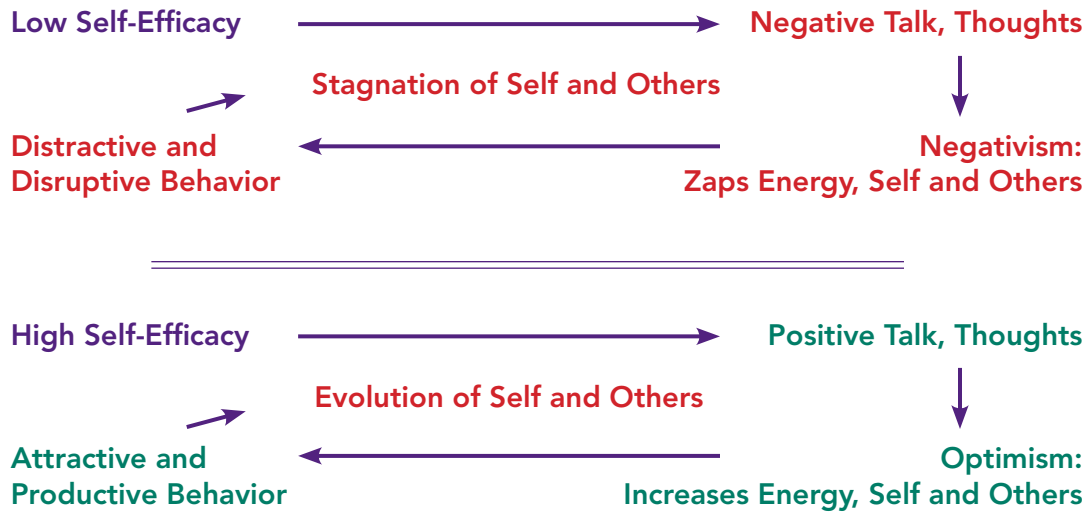 Low Self-Efficacy
Negative Talk, Thoughts
Stagnation of Self and Others
Distractive and
Disruptive Behavior
Negativism:
Zaps Energy, Self and Others
High Self-Efficacy
Positive Talk, Thoughts
Evolution of Self and Others
Attractive and
Productive Behavior
Optimism:
Increases Energy, Self and Others